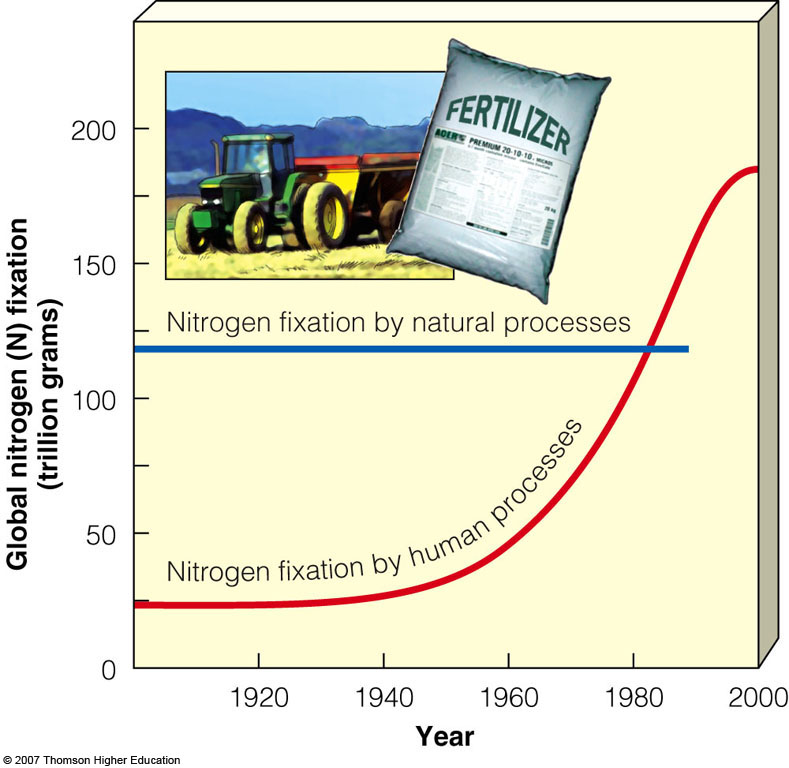 FERTILIZER
PREMIUM 20-10-10
200
150
100
50
0
Global nitrogen (N) fixation
(trillion grams)
Nitrogen fixation by natural processes
Nitrogen fixation by human processes
1920
1940
1960
1980
2000
Year
© 2007 Thomson Higher Education